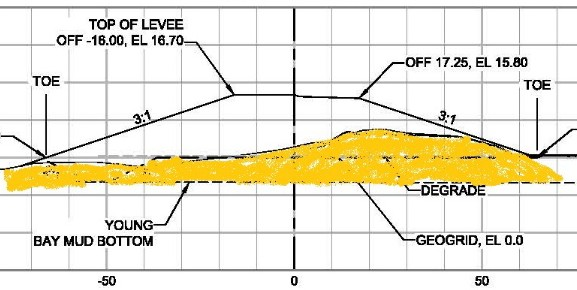 TOP OF LEVEE
OFF -16.00, EL 16.70
OFF 17.25, EL 15.80
TOE
TOE
3:1
3:1
DEGRADE
YOUNG
BAY MUD BOTTOM
GEOGRID, EL 0.0
-50
0
50